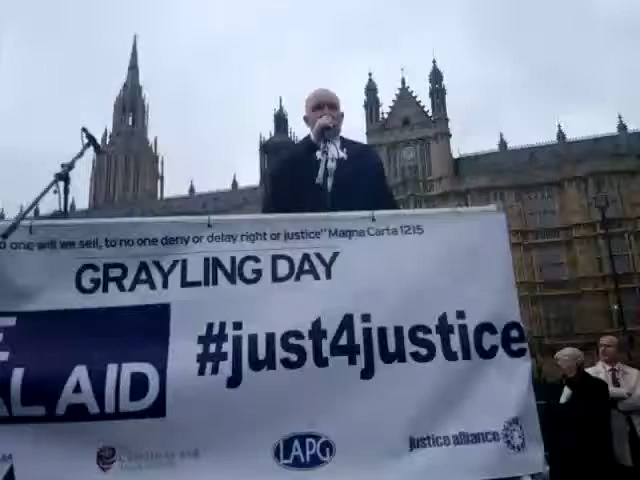 o one will we sell, to no one deny or delay right or justice" Magna Carta 1215
GRAYLING DAY
E
L AID
#just4justice
LAPG
justice alliance